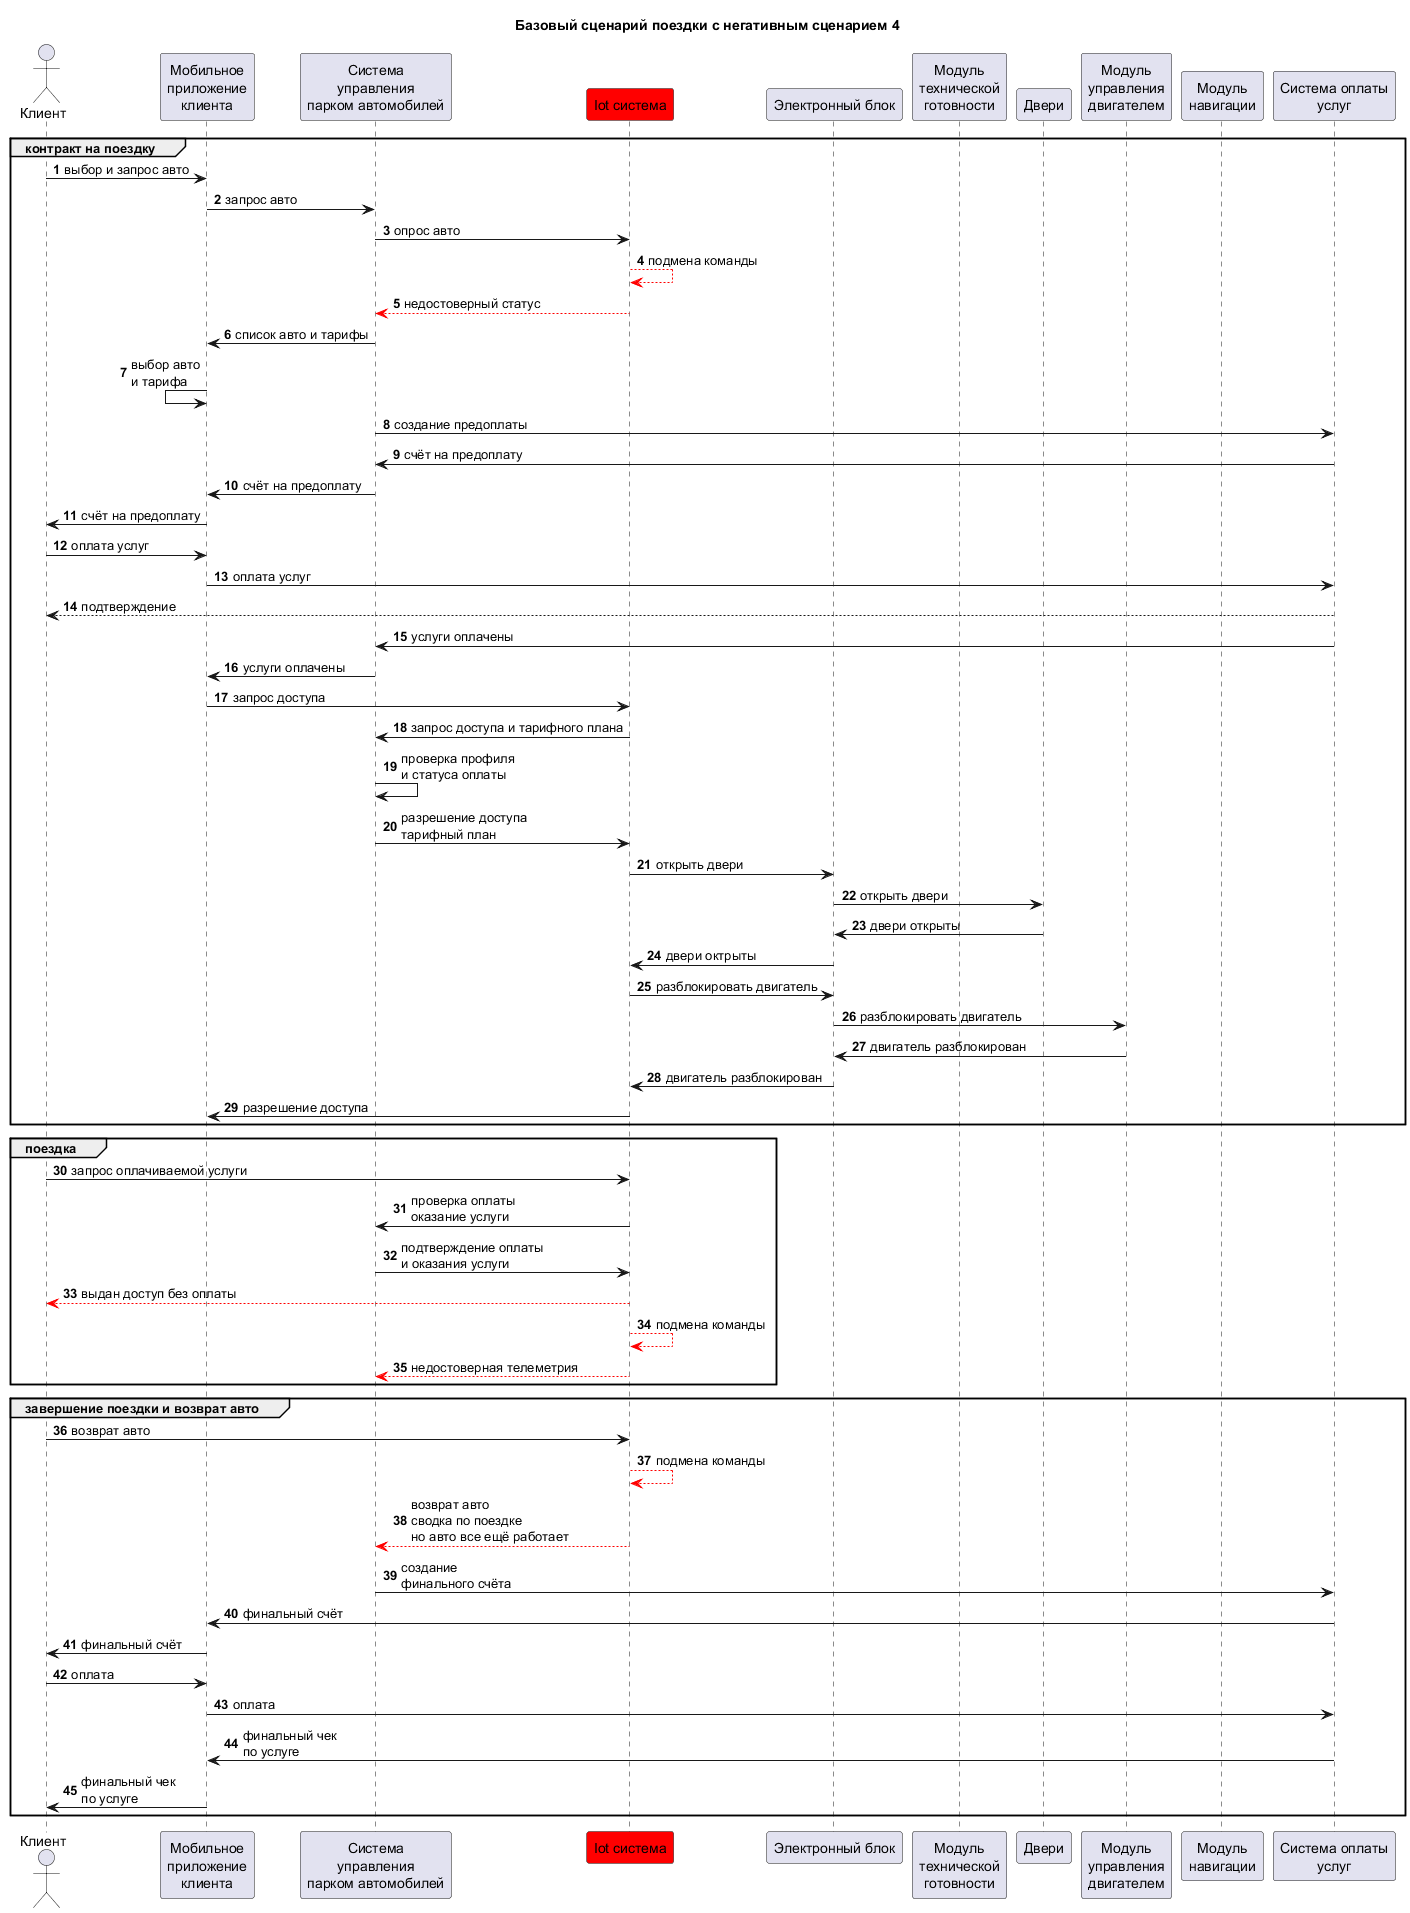 Базовый сценарий поездки с негативным сценарием 4
Клиент
Мобильное
приложение
клиента
Система
управления
парком автомобилей
Iot система
Электронный блок
Модуль
технической
готовности
Двери
Модуль
управления
двигателем
Модуль
навигации
Система оплаты
услуг
контракт на поездку
1 выбор и запрос авто
2 запрос авто
3 опрос авто
4 подмена команды
5 недостоверный статус
6 список авто и тарифы
7 выбор авто
и тарифа
8 создание предоплаты
9 счёт на предоплату
10 счёт на предоплату
11 счёт на предоплату
12 оплата услуг
13 оплата услуг
14 подтверждение
15 услуги оплачены
16 услуги оплачены
17 запрос доступа
18 запрос доступа и тарифного плана
19 проверка профиля
и статуса оплаты
20 разрешение доступа
тарифный план
21 открыть двери
22 открыть двери
23 двери открыты
24 двери октрыты
25 разблокировать двигатель
26 разблокировать двигатель
27 двигатель разблокирован
28 двигатель разблокирован
29 разрешение доступа
поездка
30 запрос оплачиваемой услуги
31 проверка оплаты
оказание услуги
32 подтверждение оплаты
и оказания услуги
33 выдан доступ без оплаты
34 подмена команды
35 недостоверная телеметрия
завершение поездки и возврат авто
36 возврат авто
37 подмена команды
38 возврат авто
сводка по поездке
но авто все ещё работает
39 создание
финального счёта
40 финальный счёт
41 финальный счёт
42 оплата
43 оплата
44 финальный чек
по услуге
45 финальный чек
по услуге
Клиент
Мобильное
приложение
клиента
Система
управления
парком автомобилей
Iot система
Электронный блок
Модуль
технической
готовности
Двери
Модуль
управления
двигателем
Модуль
навигации
Система оплаты
услуг